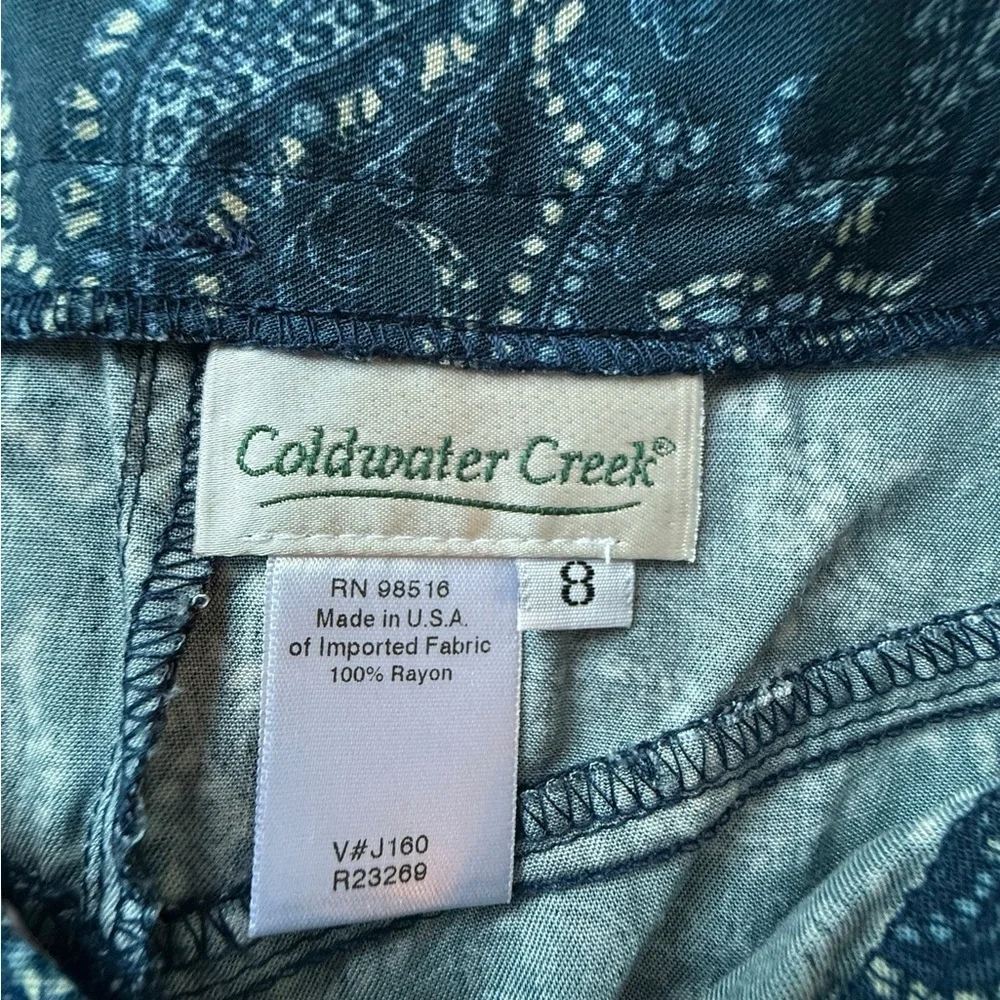 Coldwater Creek®
8
RN 98516
Made in U.S.A.
of Imported Fabric
100% Rayon
V#J160
R23269